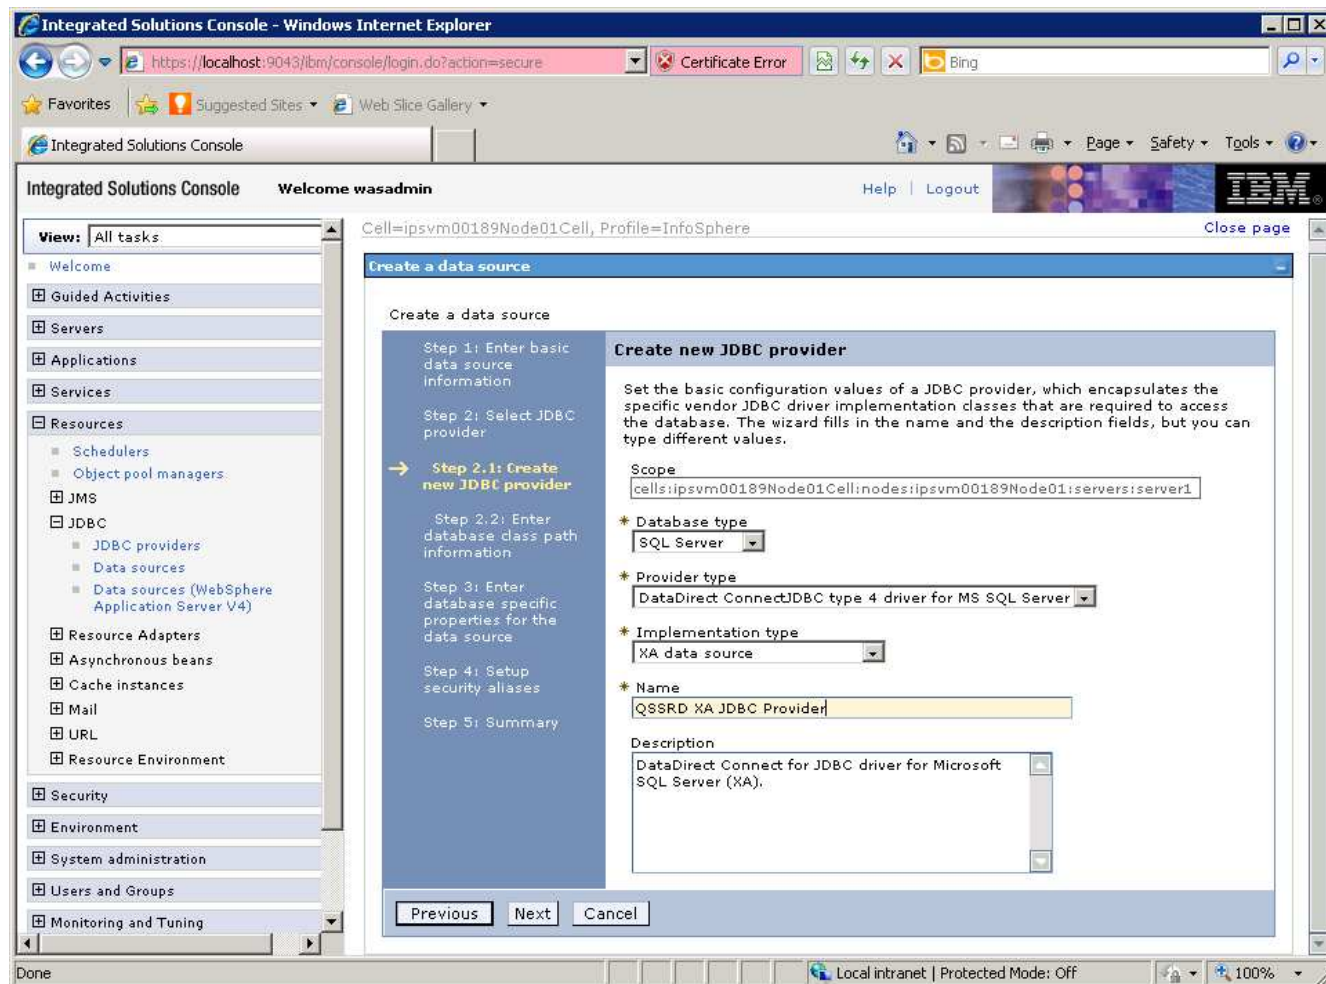 Integrated Solutions Console - Windows Internet Explorer
https://localhost:9043/ibm/console/login.do?action=secure
Certificate Error
Bing
Favorites
Suggested Sites
Web Slice Gallery
Integrated Solutions Console
Page
Safety
Tools
Integrated Solutions Console
Welcome wasadmin
Help | Logout
IBM®
View: All tasks
Welcome
Guided Activities
Servers
Applications
Services
Resources
Schedulers
Object pool managers
JMS
JDBC
JDBC providers
Data sources
Data sources (WebSphere
Application Server V4)
Resource Adapters
Asynchronous beans
Cache instances
Mail
URL
Resource Environment
Security
Environment
System administration
Users and Groups
Monitoring and Tuning
Cell=ipsvm00189Node01Cell, Profile=InfoSphere
Close page
Create a data source
Create a data source
Step 1: Enter basic
data source
information
Step 2: Select JDBC
provider
Step 2.1: Create
new JDBC provider
Step 2.2: Enter
database class path
information
Step 3: Enter
database specific
properties for the
data source
Step 4: Setup
security aliases
Step 5: Summary
Create new JDBC provider
Set the basic configuration values of a JDBC provider, which encapsulates the
specific vendor JDBC driver implementation classes that are required to access
the database. The wizard fills in the name and the description fields, but you can
type different values.
Scope
cells:ipsvm00189Node01Cell:nodes:ipsvm00189Node01:servers:server1
* Database type
SQL Server
* Provider type
DataDirect ConnectJDBC type 4 driver for MS SQL Server
* Implementation type
XA data source
* Name
QSSRD XA JDBC Provider
Description
DataDirect Connect for JDBC driver for Microsoft
SQL Server (XA).
Previous
Next
Cancel
Done
Local intranet | Protected Mode: Off
100%